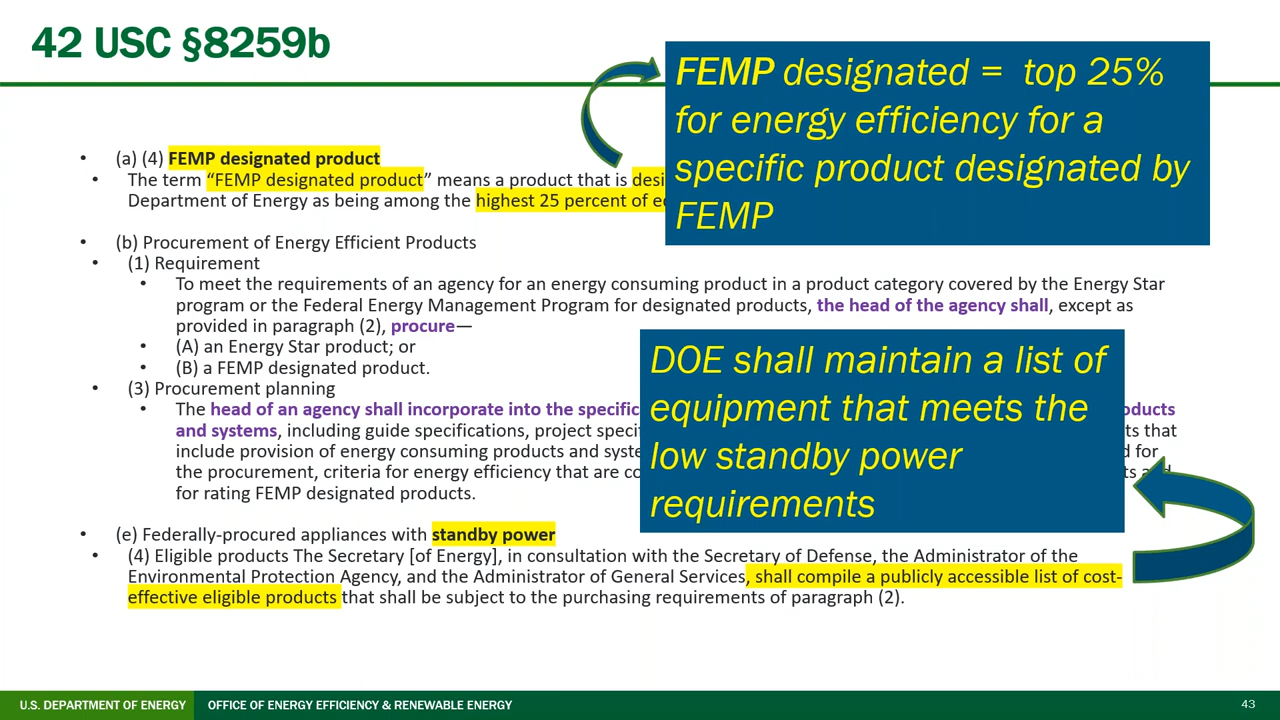 42 USC §8259b
FEMP designated = top 25%
for energy efficiency for a
specific product designated by
FEMP
• (a) (4) FEMP designated product
• The term “FEMP designated product” means a product that is
Department of Energy as being among the highest 25 percent of
• (b) Procurement of Energy Efficient Products
• (1) Requirement
• To meet the requirements of an agency for an energy consuming product in a product category covered by the Energy Star
program or the Federal Energy Management Program for designated products, the head of the agency shall, except as
provided in paragraph (2), procure—
• (A) an Energy Star product; or
• (B) a FEMP designated product.
DOE shall maintain a list of
equipment that meets the
low standby power
requirements
• (3) Procurement planning
• The head of an agency shall incorporate into the
and systems, including guide specifications, project
include provision of energy consuming products and for
the procurement, criteria for energy efficiency that are
for rating FEMP designated products.
• (e) Federally-procured appliances with standby power
• (4) Eligible products The Secretary [of Energy], in consultation with the Secretary of Defense, the Administrator of the
Environmental Protection Agency, and the Administrator of General Services, shall compile a publicly accessible list of cost-
effective eligible products that shall be subject to the purchasing requirements of paragraph (2).
U.S. DEPARTMENT OF ENERGY OFFICE OF ENERGY EFFICIENCY & RENEWABLE ENERGY 43